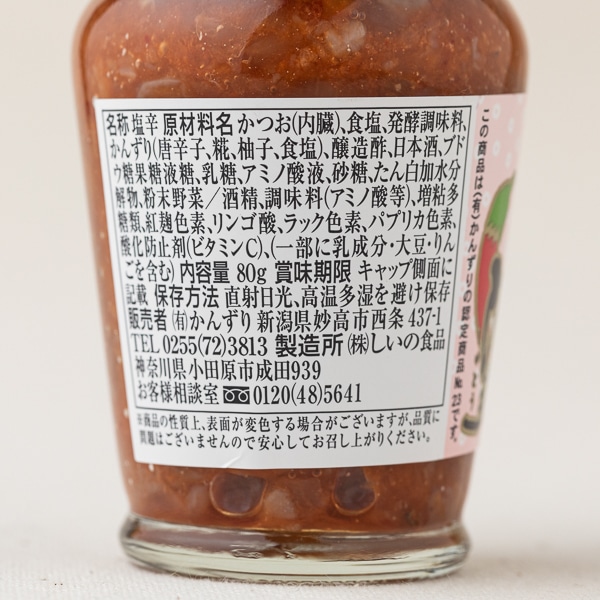 名称 塩辛 原材料名 かつお(内臓)、食塩、発酵調味料、
かんずり(唐辛子、糀、柚子、食塩)、醸造酢、日本酒、ブド
ウ糖果糖液糖、乳糖、アミノ酸液、砂糖、たん白加水分
解物、粉末野菜／酒精、調味料(アミノ酸等)、増粘多
糖類、紅麹色素、リンゴ酸、ラック色素、パプリカ色素、
酸化防止剤(ビタミンC)、(一部に乳成分・大豆・りん
ごを含む) 内容量 80g 賞味期限 キャップ側面に
記載 保存方法 直射日光、高温多湿を避け保存
販売者 (有)かんずり 新潟県妙高市西条 437-1
TEL 0255(72)3813 製造所 (株)しいの食品
神奈川県小田原市成田939
お客様相談室 0120(48)5641
※商品の性質上、表面が変色する場合がございますが、品質に
問題はございませんので安心してお召し上がりください。
この商品は(有)かんずりの認定商品 No.23です。